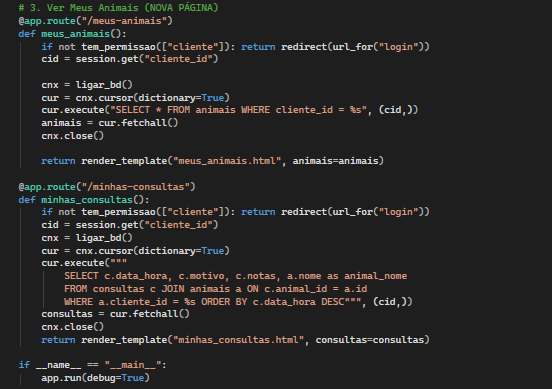 # 3. Ver Meus Animais (NOVA PÁGINA)
@app.route("/meus-animais")
def meus_animais():
    if not tem_permissao(["cliente"]): return redirect(url_for("login"))
    cid = session.get("cliente_id")

    cnx = ligar_bd()
    cur = cnx.cursor(dictionary=True)
    cur.execute("SELECT * FROM animais WHERE cliente_id = %s", (cid,))
    animais = cur.fetchall()
    cnx.close()

    return render_template("meus_animais.html", animais=animais)

@app.route("/minhas-consultas")
def minhas_consultas():
    if not tem_permissao(["cliente"]): return redirect(url_for("login"))
    cid = session.get("cliente_id")
    cnx = ligar_bd()
    cur = cnx.cursor(dictionary=True)
    cur.execute("""
        SELECT c.data_hora, c.motivo, c.notas, a.nome as animal_nome
        FROM consultas c JOIN animais a ON c.animal_id = a.id
        WHERE a.cliente_id = %s ORDER BY c.data_hora DESC""", (cid,))
    consultas = cur.fetchall()
    cnx.close()
    return render_template("minhas_consultas.html", consultas=consultas)

if __name__ == "__main__":
    app.run(debug=True)